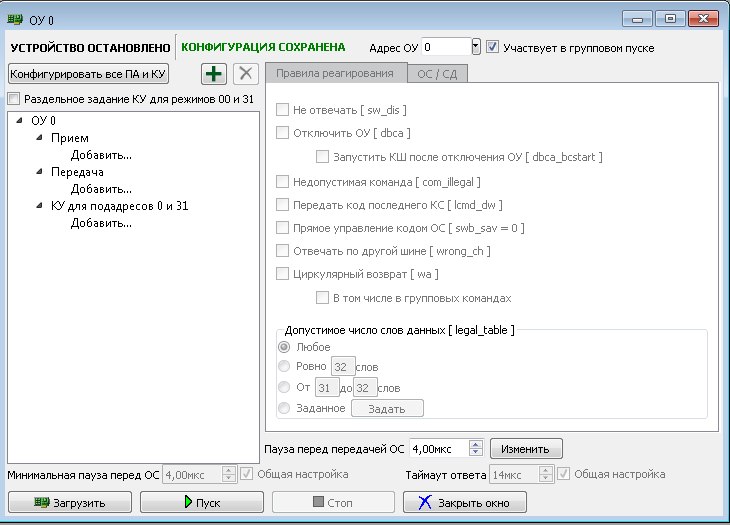 ОУ 0
УСТРОЙСТВО ОСТАНОВЛЕНО КОНФИГУРАЦИЯ СОХРАНЕНА Адрес ОУ 0 Участвует в групповом пуске
Конфигурировать все ПА и КУ
Раздельное задание КУ для режимов 00 и 31
ОУ 0
Прием
Добавить...
Передача
Добавить...
КУ для подадресов 0 и 31
Добавить...
Правила реагирования ОС / СД
Не отвечать [ sw_dis ]
Отключить ОУ [ dbca ]
Запустить КШ после отключения ОУ [ dbca_bcstart ]
Недопустимая команда [ com_illegal ]
Передать код последнего КС [ lcmd_dw ]
Прямое управление кодом ОС [ swb_sav = 0 ]
Отвечать по другой шине [ wrong_ch ]
Циркулярный возврат [ wa ]
В том числе в групповых командах
Допустимое число слов данных [ legal_table ]
Любое
Ровно 32 слов
От 31 до 32 слов
Заданное Задать
Пауза перед передачей ОС 4,00мкс Изменить
Минимальная пауза перед ОС 4,00мкс Общая настройка Таймаут ответа 14мкс Общая настройка
Загрузить Пуск Стоп Закрыть окно